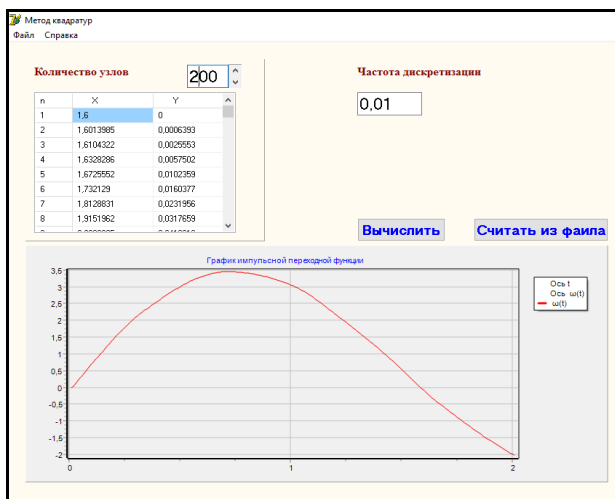 Метод квадратур
Файл Справка
Количество узлов 200
Частота дискретизации
0,01
n X Y
1 1,6 0
2 1,6013985 0,0006393
3 1,6104322 0,0025553
4 1,6328286 0,0057502
5 1,6725552 0,0102359
6 1,732129 0,0160377
7 1,8128831 0,0231956
8 1,9151962 0,0317659
Вычислить Считать из фаила
График импульсной переходной функции
3,5
3
2,5
2
1,5
1
0,5
0
-0,5
-1
-1,5
-2
0 1 2
Ось t
Ось ω(t)
ω(t)